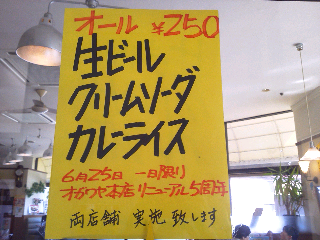 オール ¥250
生ビール
クリームソーダ
カレーライス
6月25日 一日限り
オガワヤ本店リニューアル5周年
両店舗 実施致します